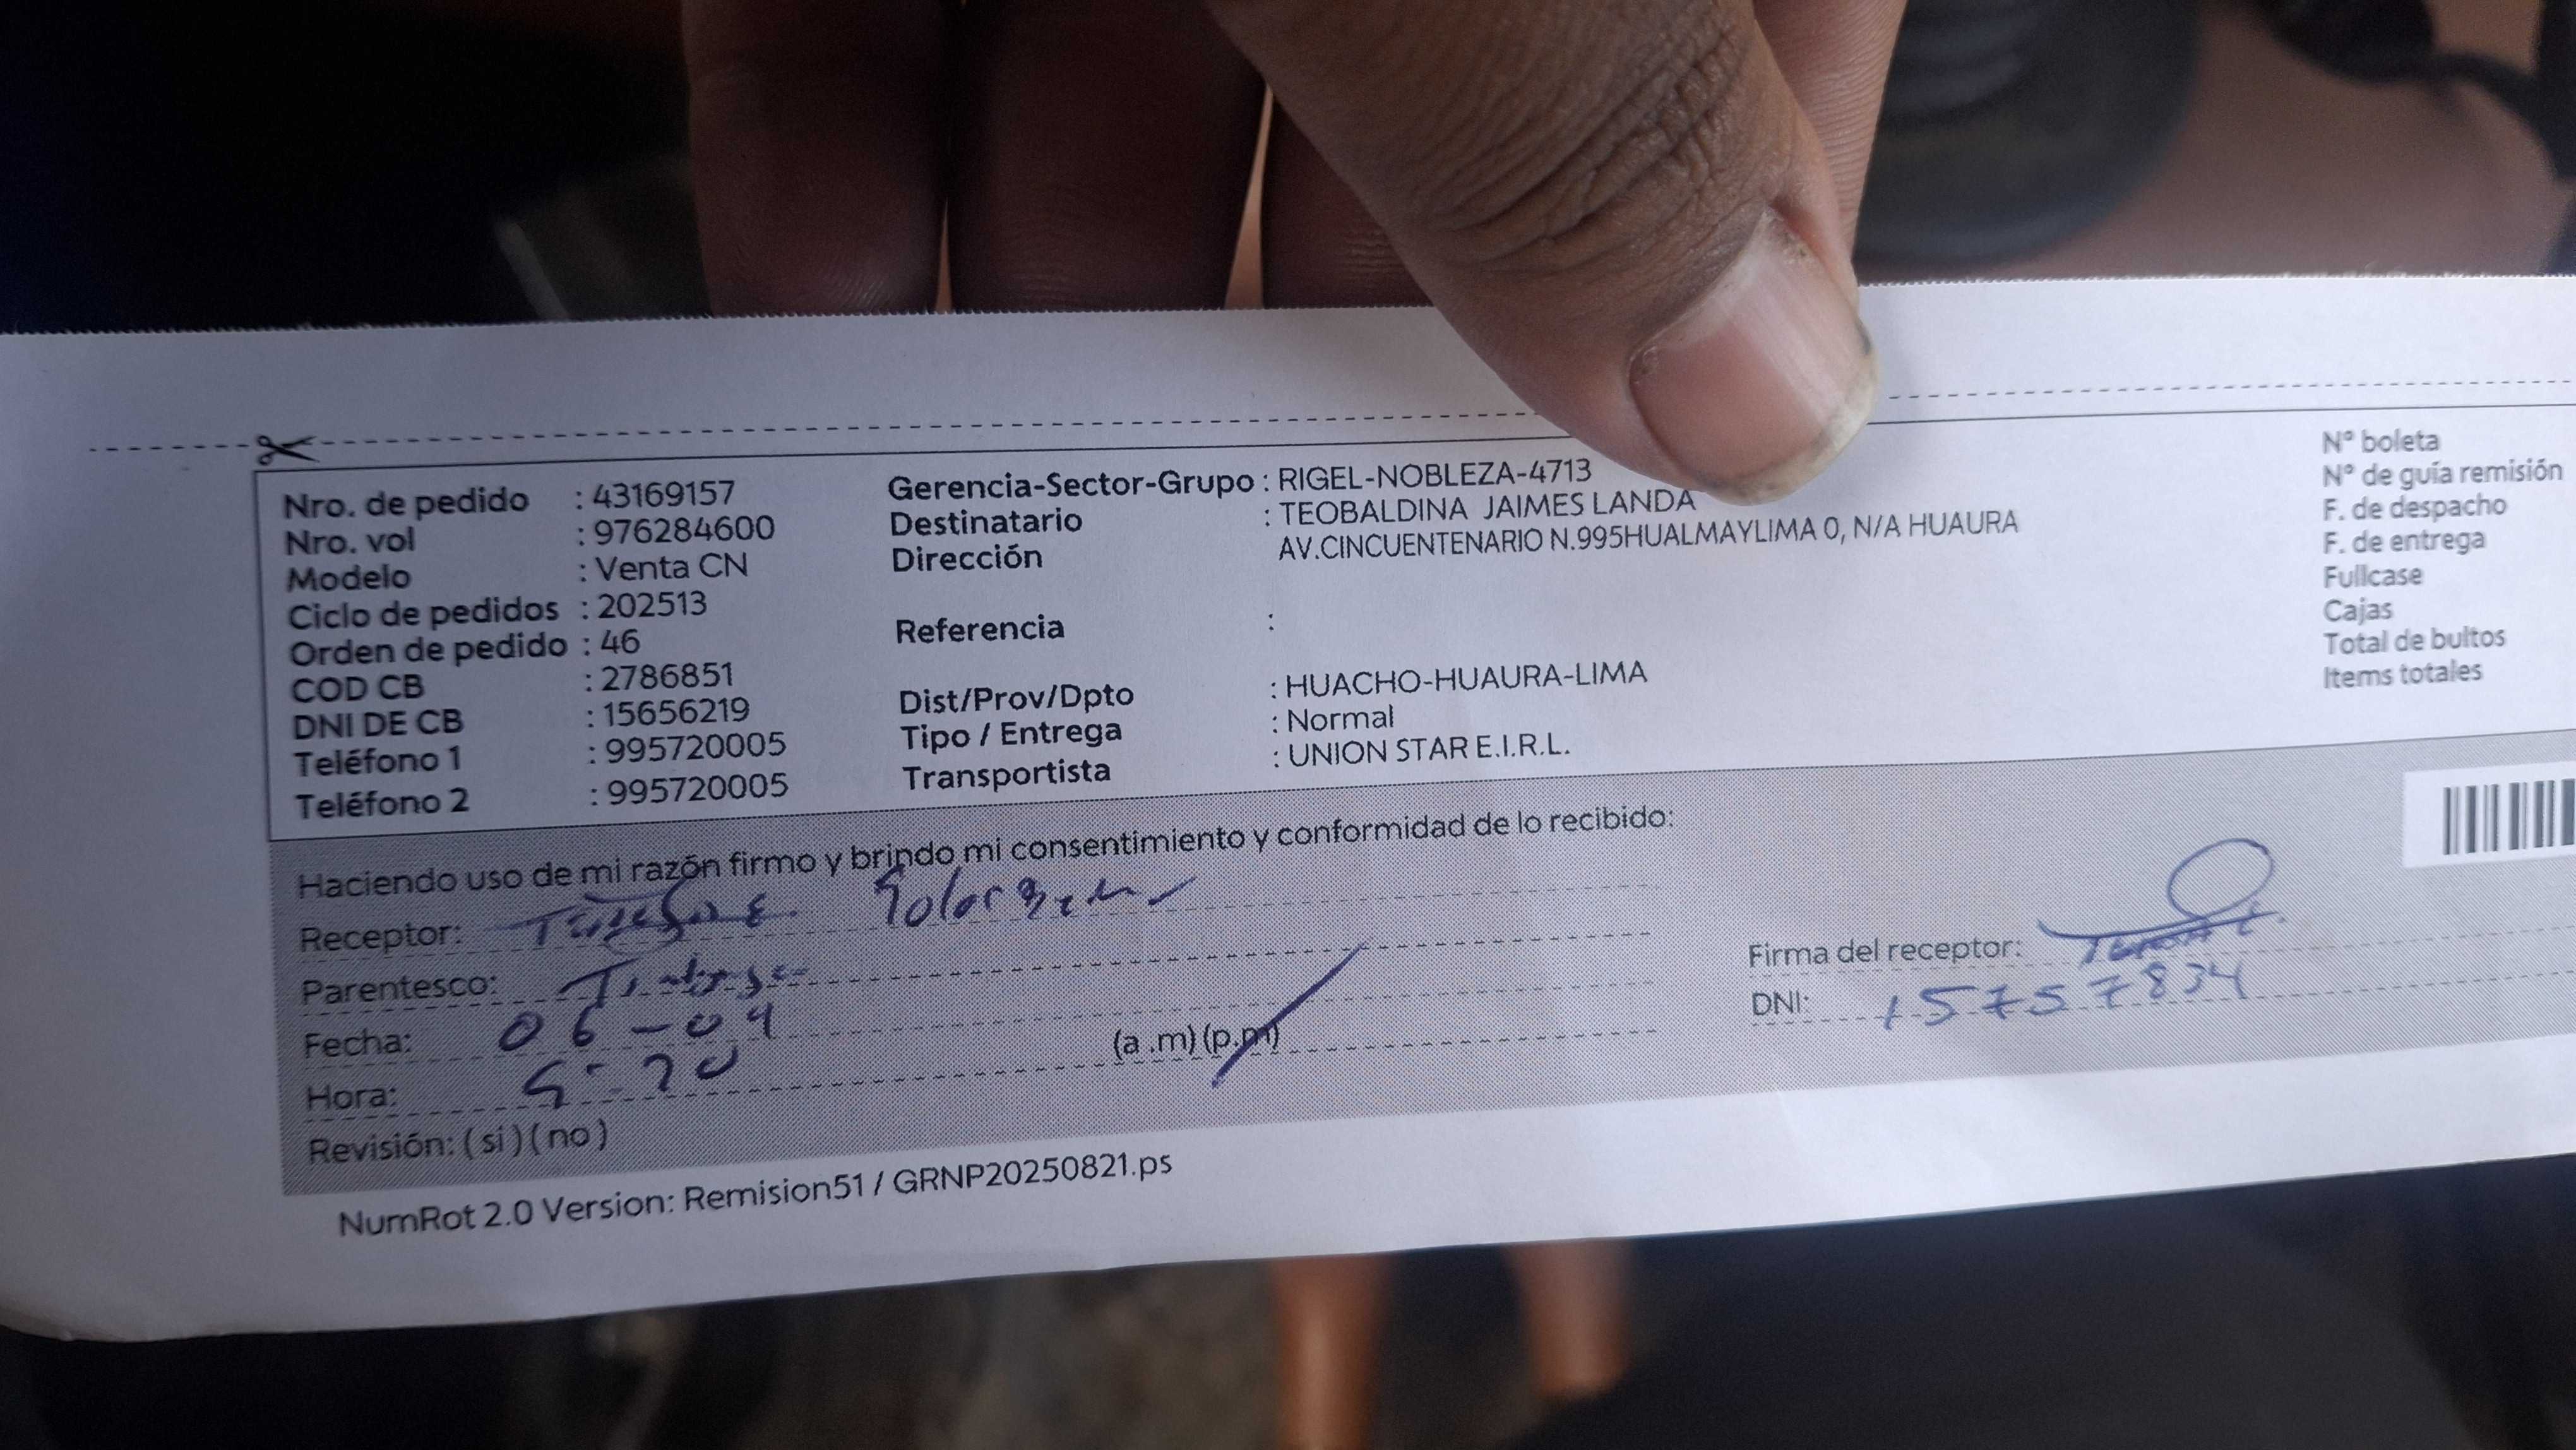 Nro. de pedido : 43169157
Nro. vol : 976284600
Modelo : Venta CN
Ciclo de pedidos : 202513
Orden de pedido : 46
COD CB : 2786851
DNI DE CB : 15656219
Teléfono 1 : 995720005
Teléfono 2 : 995720005
Gerencia-Sector-Grupo : RIGEL-NOBLEZA-4713
Destinatario : TEOBALDINA JAIMES LANDA
Dirección AV.CINCUENTENARIO N.995HUALMAYLIMA 0, N/A HUAURA
Referencia :
Dist/Prov/Dpto : HUACHO-HUAURA-LIMA
Tipo / Entrega : Normal
Transportista : UNION STAR E.I.R.L.
N° boleta
N° de guía remisión
F. de despacho
F. de entrega
Fullcase
Cajas
Total de bultos
Items totales
Haciendo uso de mi razón firmo y brindo mi consentimiento y conformidad de lo recibido:
Receptor:
Parentesco:
Fecha: 06-04
Hora: (a .m) (p.m)
Revisión: ( si ) ( no )
Firma del receptor:
DNI: 15757834
NumRot 2.0 Version: Remision51 / GRNP20250821.ps